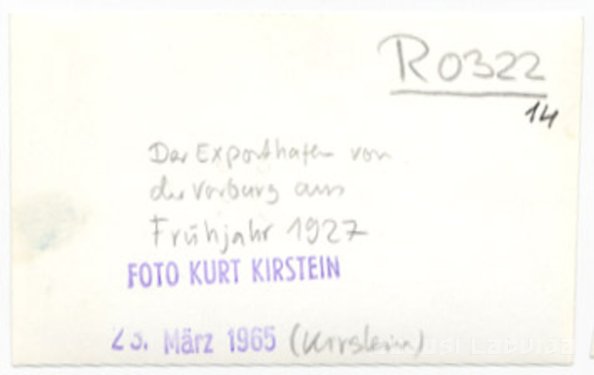 R0322
14
Der Exporthafen von
der Vorburg aus
Frühjahr 1927
FOTO KURT KIRSTEIN
23. März 1965 (Kirstein)